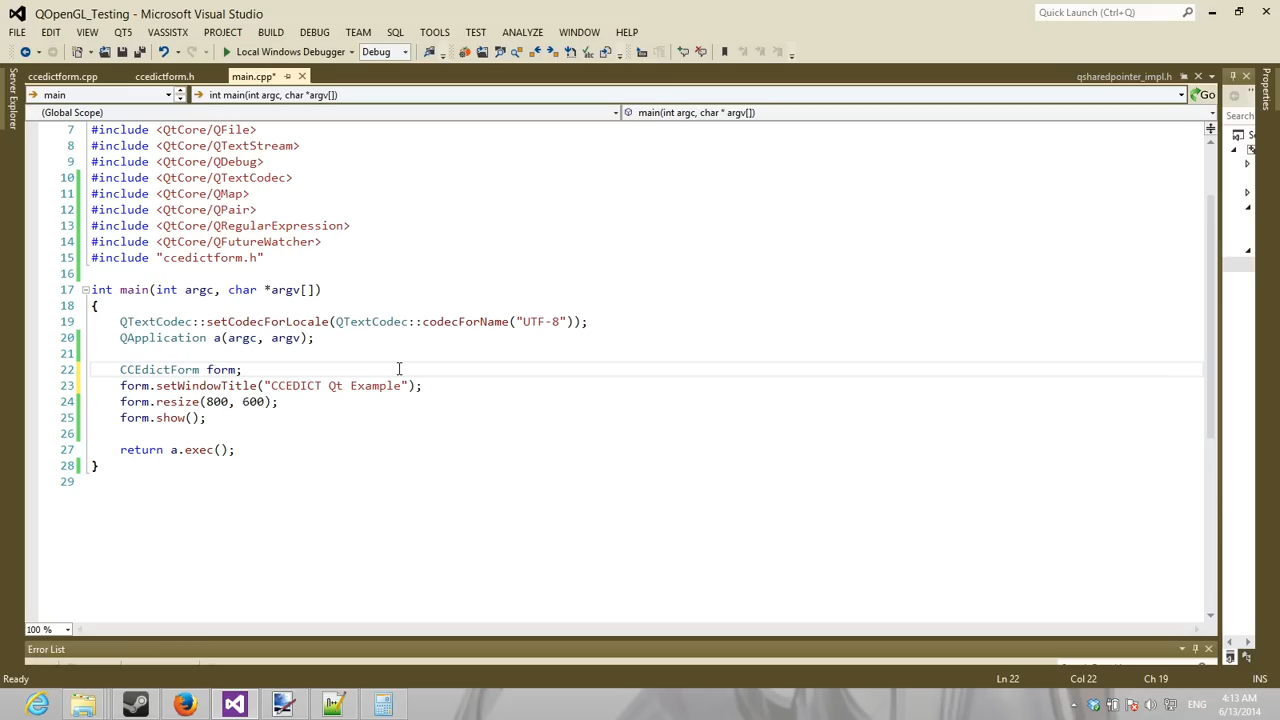 QOpenGL_Testing - Microsoft Visual Studio
Quick Launch (Ctrl+Q)
FILE EDIT VIEW QT5 VASSISTX PROJECT BUILD DEBUG TEAM SQL TOOLS TEST ANALYZE WINDOW HELP
Local Windows Debugger Debug
Server Explorer
ccedictform.cpp ccedictform.h main.cpp* qsharedpointer_impl.h
Properties
main int main(int argc, char *argv[]) Go
(Global Scope) main(int argc, char * argv[])
Search
7 #include <QtCore/QFile>
8 #include <QtCore/QTextStream>
9 #include <QtCore/QDebug>
10 #include <QtCore/QTextCodec>
11 #include <QtCore/QMap>
12 #include <QtCore/QPair>
13 #include <QtCore/QRegularExpression>
14 #include <QtCore/QFutureWatcher>
15 #include "ccedictform.h"
16
17 int main(int argc, char *argv[])
18 {
19 QTextCodec::setCodecForLocale(QTextCodec::codecForName("UTF-8"));
20 QApplication a(argc, argv);
21
22 CCEdictForm form;
23 form.setWindowTitle("CCEDICT Qt Example");
24 form.resize(800, 600);
25 form.show();
26
27 return a.exec();
28 }
29
100 %
Error List
Ready Ln 22 Col 22 Ch 19 INS
ENG
4:13 AM
6/13/2014